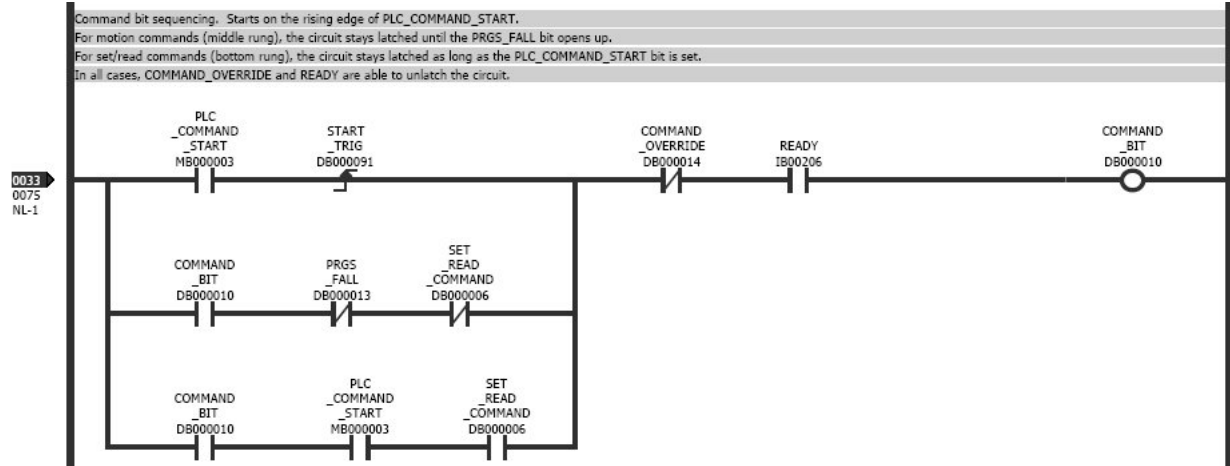 Command bit sequencing. Starts on the rising edge of PLC_COMMAND_START.
For motion commands (middle rung), the circuit stays latched until the PRGS_FALL bit opens up.
For set/read commands (bottom rung), the circuit stays latched as long as the PLC_COMMAND_START bit is set.
In all cases, COMMAND_OVERRIDE and READY are able to unlatch the circuit.
PLC
_COMMAND
_START
MB000003
START
_TRIG
DB000091
COMMAND
_OVERRIDE
DB000014
READY
IB00206
COMMAND
_BIT
DB000010
0033
0075
NL-1
COMMAND
_BIT
DB000010
PRGS
_FALL
DB000013
SET
_READ
_COMMAND
DB000006
COMMAND
_BIT
DB000010
PLC
_COMMAND
_START
MB000003
SET
_READ
_COMMAND
DB000006